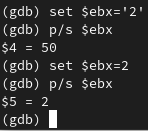 (gdb) set $ebx='2'
(gdb) p/s $ebx
$4 = 50
(gdb) set $ebx=2
(gdb) p/s $ebx
$5 = 2
(gdb)